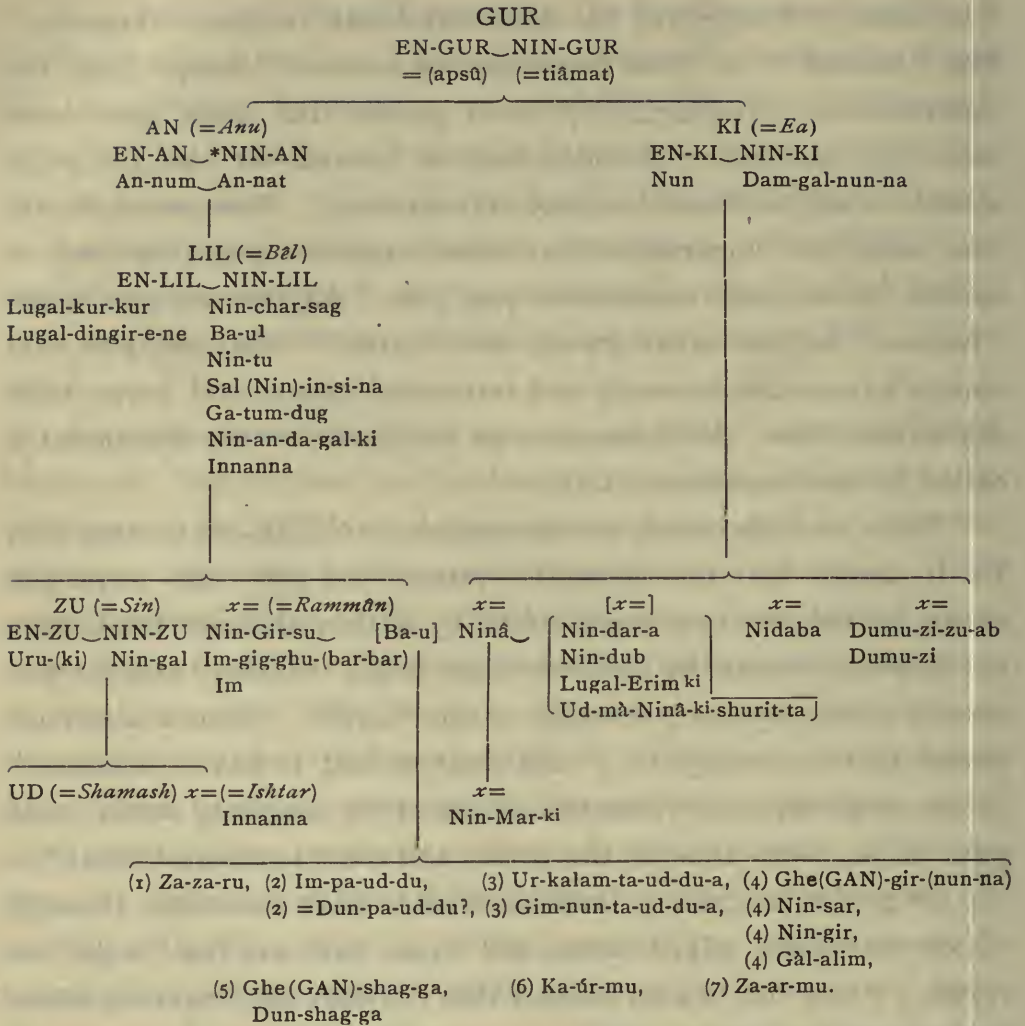 GUR
EN-GUR‿NIN-GUR
= (apsû) (=tiâmat)
AN (=Anu) KI (=Ea)
EN-AN‿*NIN-AN EN-KI‿NIN-KI
An-num‿An-nat Nun Dam-gal-nun-na
LIL (=Bêl)
EN-LIL‿NIN-LIL
Lugal-kur-kur Nin-char-sag
Lugal-dingir-e-ne Ba-u¹
Nin-tu
Sal (Nin)-in-si-na
Ga-tum-dug
Nin-an-da-gal-ki
Innanna
ZU (=Sin) x= (=Rammân) x= [x=] x= x=
EN-ZU‿NIN-ZU Nin-Gir-su‿ [Ba-u] Ninâ‿ Nin-dar-a Nidaba Dumu-zi-zu-ab
Uru-(ki) Nin-gal Im-gig-ghu-(bar-bar) Nin-dub Dumu-zi
Im Lugal-Erim ki
Ud-mà-Ninâ-ki-shurit-ta
UD (=Shamash) x=(=Ishtar) x=
Innanna Nin-Mar-ki
(1) Za-za-ru, (2) Im-pa-ud-du, (3) Ur-kalam-ta-ud-du-a, (4) Ghe(GAN)-gir-(nun-na)
(2) =Dun-pa-ud-du?, (3) Gim-nun-ta-ud-du-a, (4) Nin-sar,
(4) Nin-gir,
(4) Gàl-alim,
(5) Ghe(GAN)-shag-ga, (6) Ka-úr-mu, (7) Za-ar-mu.
Dun-shag-ga